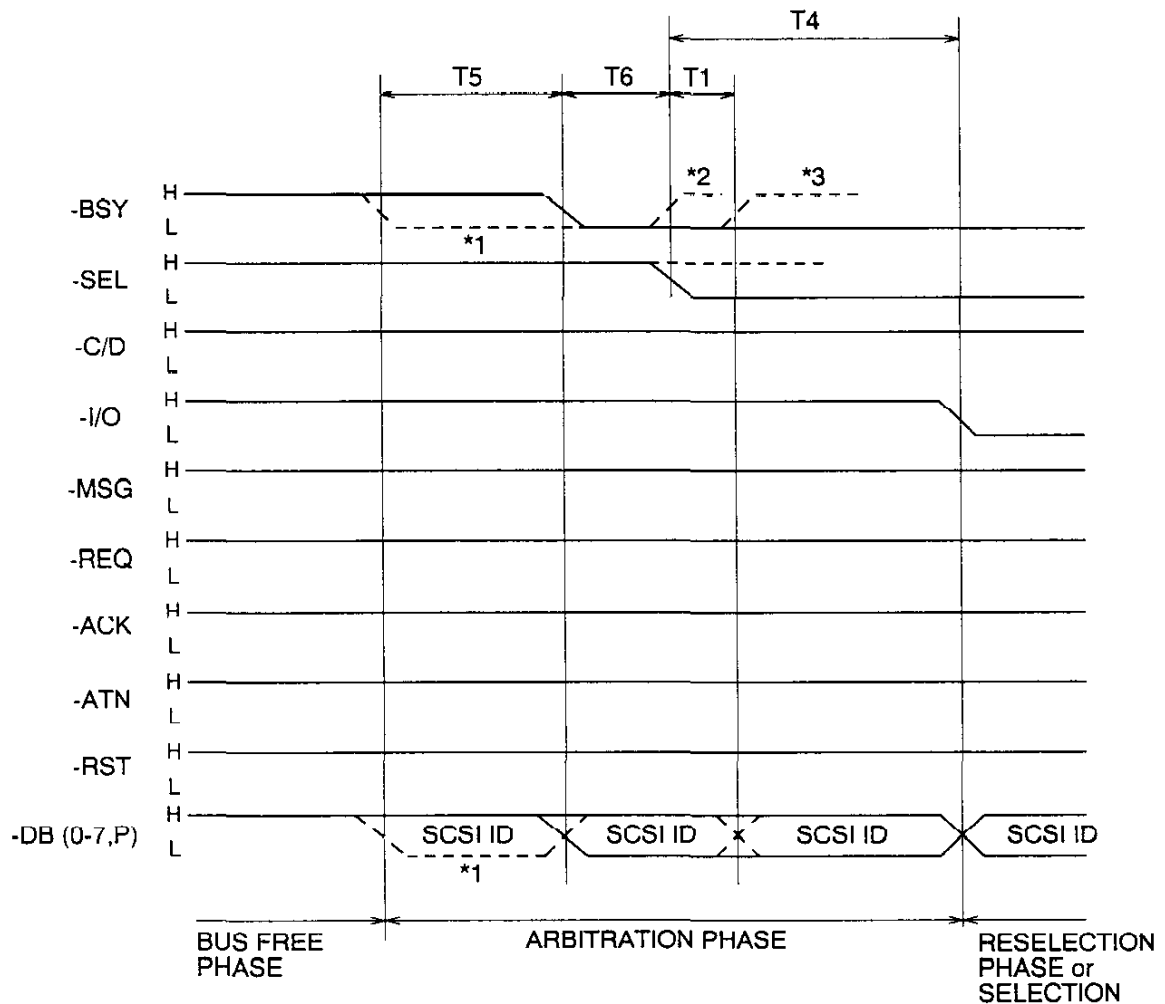 T4
T5 T6 T1
-BSY H *2 *3
L *1
-SEL H
L
-C/D H
L
-I/O H
L
-MSG H
L
-REQ H
L
-ACK H
L
-ATN H
L
-RST H
L
-DB (0-7,P) H SCSI ID SCSI ID SCSI ID SCSI ID
L *1
BUS FREE
PHASE
ARBITRATION PHASE
RESELECTION
PHASE or
SELECTION